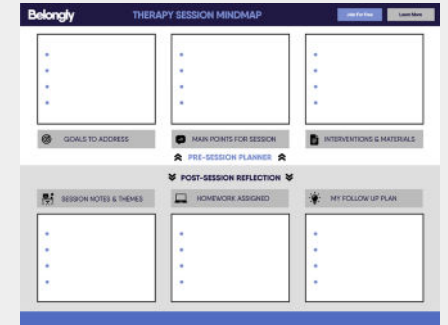 Belongly THERAPY SESSION MINDMAP Join For Free Learn More
GOALS TO ADDRESS MAIN POINTS FOR SESSION INTERVENTIONS & MATERIALS
PRE-SESSION PLANNER
POST-SESSION REFLECTION
SESSION NOTES & THEMES HOMEWORK ASSIGNED MY FOLLOW UP PLAN